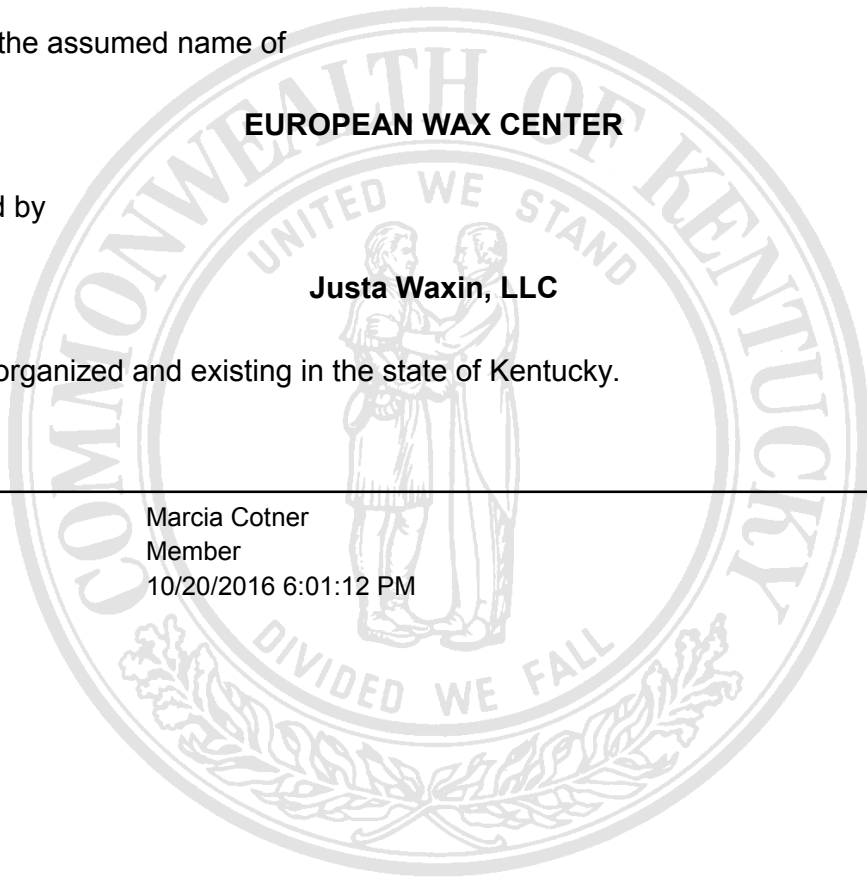 the assumed name of
EUROPEAN WAX CENTER
d by
Justa Waxin, LLC
organized and existing in the state of Kentucky.
Marcia Cotner
Member
10/20/2016 6:01:12 PM
COMMONWEALTH OF KENTUCKY
UNITED WE STAND
DIVIDED WE FALL